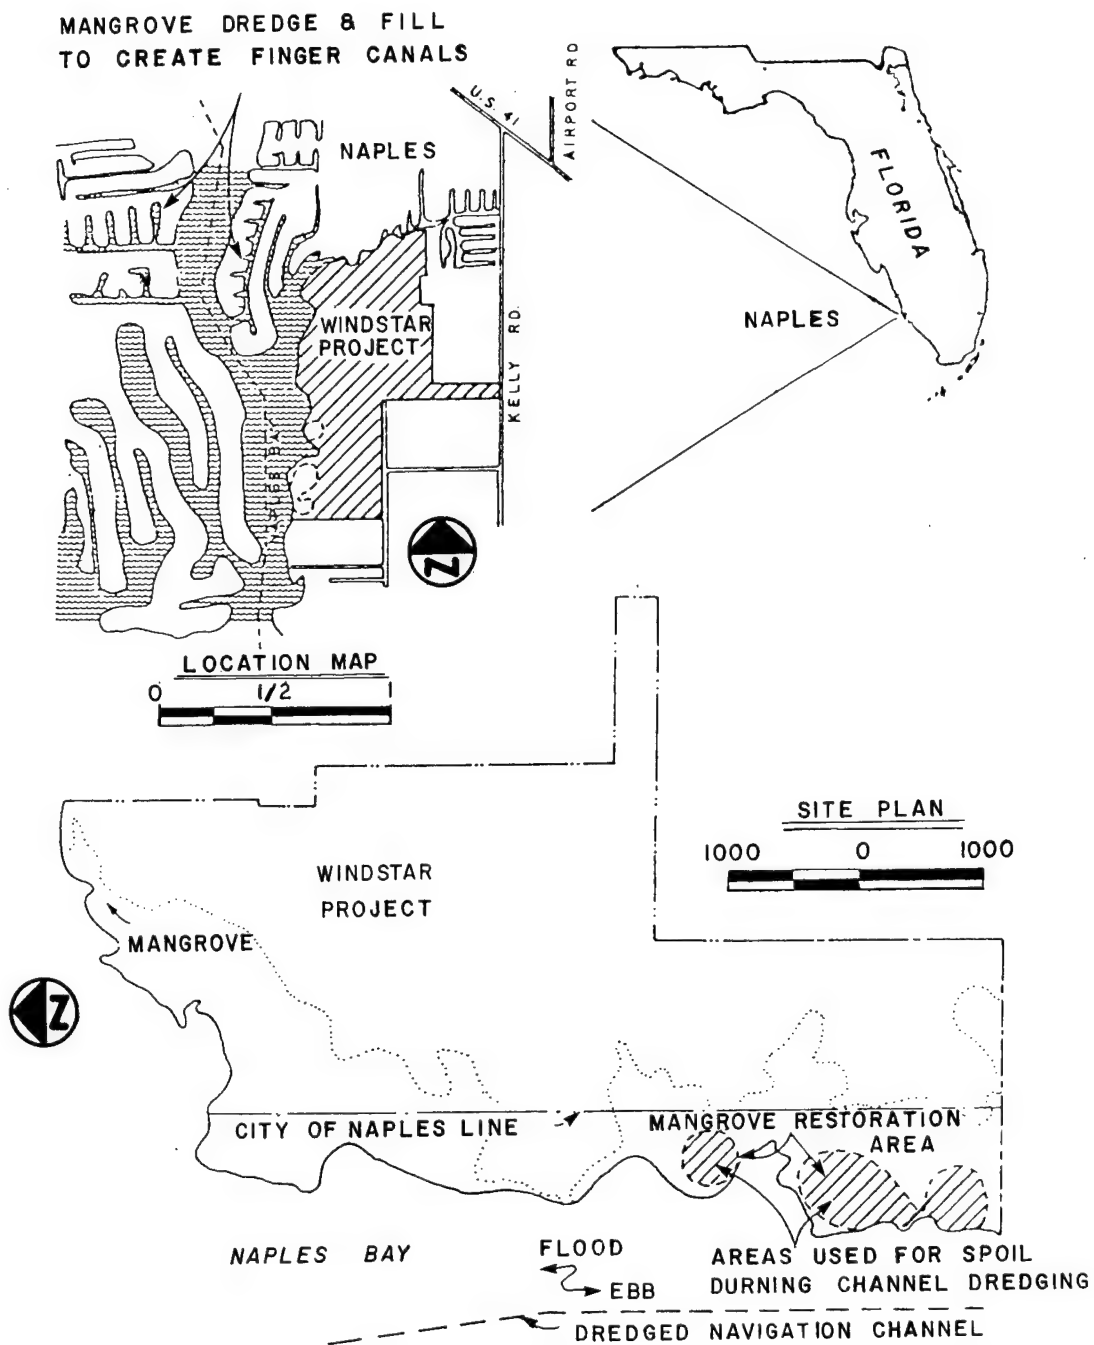 MANGROVE DREDGE & FILL
TO CREATE FINGER CANALS
U.S. 41
AIRPORT RD
NAPLES
FLORIDA
WINDSTAR
PROJECT
KELLY RD.
NAPLES
NAPLES BAY
N
LOCATION MAP
0 1/2 1
SITE PLAN
1000 0 1000
WINDSTAR
PROJECT
MANGROVE
N
CITY OF NAPLES LINE
MANGROVE RESTORATION
AREA
NAPLES BAY
FLOOD
EBB
AREAS USED FOR SPOIL
DURNING CHANNEL DREDGING
DREDGED NAVIGATION CHANNEL